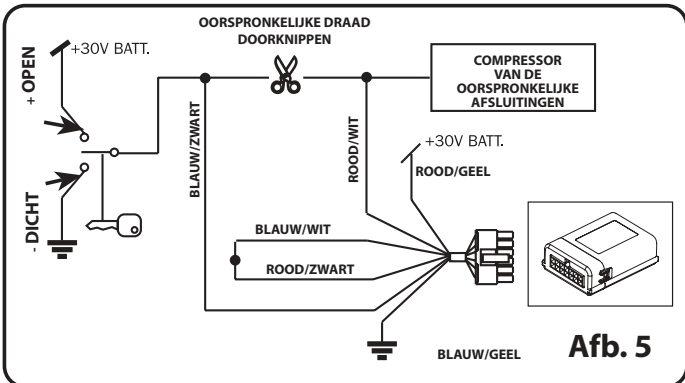 OORSPRONKELIJKE DRAAD
DOORKNIPPEN
+30V BATT.
+ OPEN
COMPRESSOR
VAN DE
OORSPRONKELIJKE
AFSLUITINGEN
BLAUW/ZWART
ROOD/WIT
+30V BATT.
ROOD/GEEL
- DICHT
BLAUW/WIT
ROOD/ZWART
BLAUW/GEEL
Afb. 5